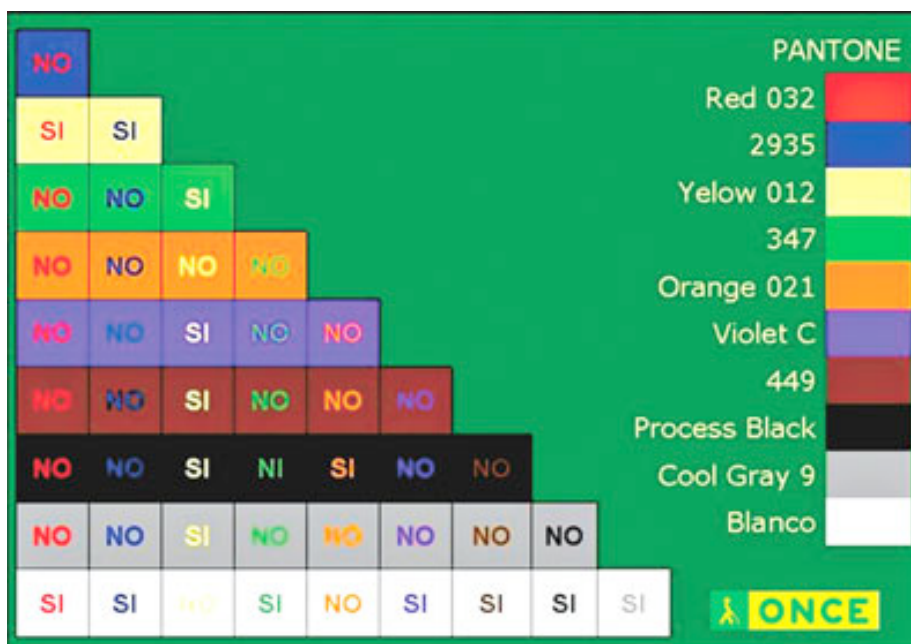 NO
SI SI
NO NO SI
NO NO NO NO
NO NO SI NO NO
NO NO SI NO NO NO
NO NO SI NI SI NO NO
NO NO SI NO NO NO NO NO
SI SI NO SI NO SI SI SI SI
PANTONE
Red 032
2935
Yelow 012
347
Orange 021
Violet C
449
Process Black
Cool Gray 9
Blanco
ONCE